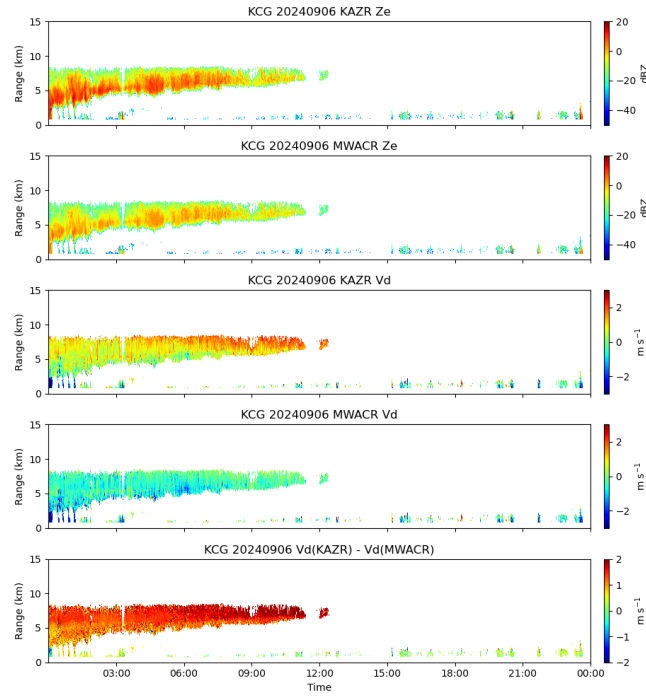 KCG 20240906 KAZR Ze
15
10
5
0
Range (km)
20
0
−20
−40
dBZ
KCG 20240906 MWACR Ze
15
10
5
0
Range (km)
20
0
−20
−40
dBZ
KCG 20240906 KAZR Vd
15
10
5
0
Range (km)
2
0
−2
m s⁻¹
KCG 20240906 MWACR Vd
15
10
5
0
Range (km)
2
0
−2
m s⁻¹
KCG 20240906 Vd(KAZR) - Vd(MWACR)
15
10
5
0
Range (km)
2
1
0
−1
−2
m s⁻¹
03:00 06:00 09:00 12:00 15:00 18:00 21:00 00:00
Time